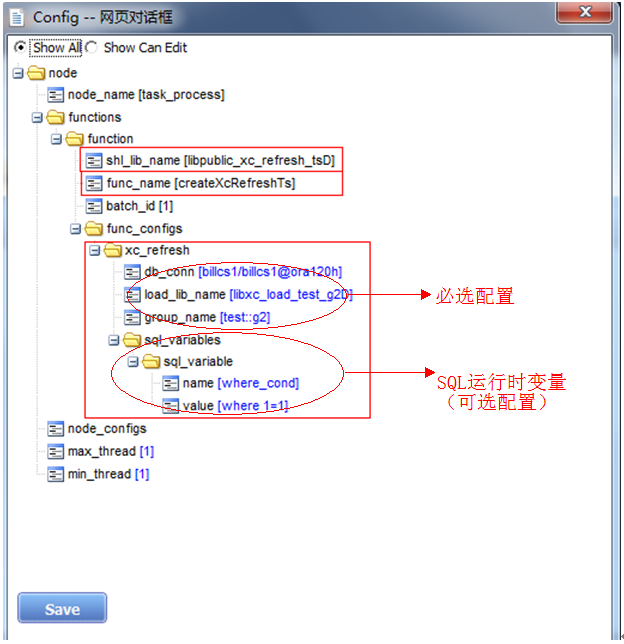 Config -- 网页对话框
Show All Show Can Edit
node
node_name [task_process]
functions
function
shl_lib_name [libpublic_xc_refresh_tsD]
func_name [createXcRefreshTs]
batch_id [1]
func_configs
xc_refresh
db_conn [billcs1/billcs1@ora120h]
load_lib_name [libxc_load_test_g2D]
必选配置
group_name [test::g2]
sql_variables
sql_variable
name [where_cond]
SQL运行时变量
(可选配置)
value [where 1=1]
node_configs
max_thread [1]
min_thread [1]
Save